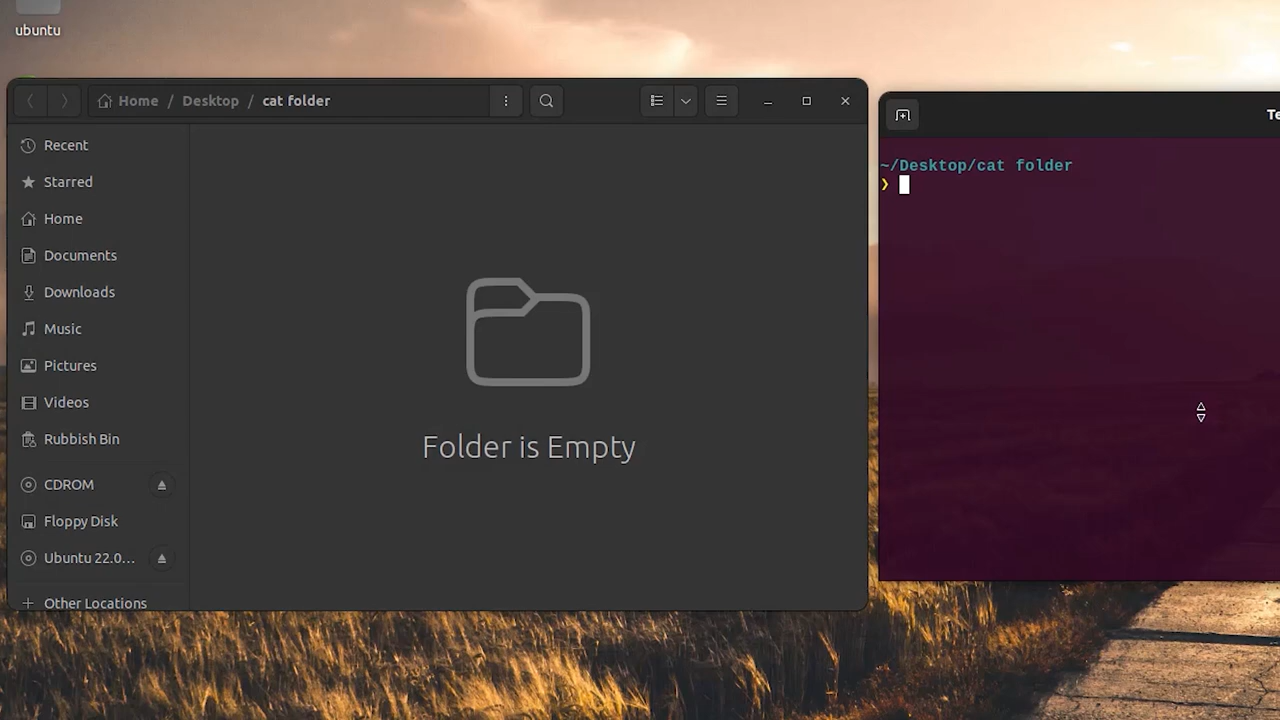 ubuntu
Home / Desktop / cat folder
Recent
Starred
Home
Documents
Downloads
Music
Pictures
Videos
Rubbish Bin
CDROM
Floppy Disk
Ubuntu 22.0…
Other Locations
Folder is Empty
Te
~/Desktop/cat folder
❯